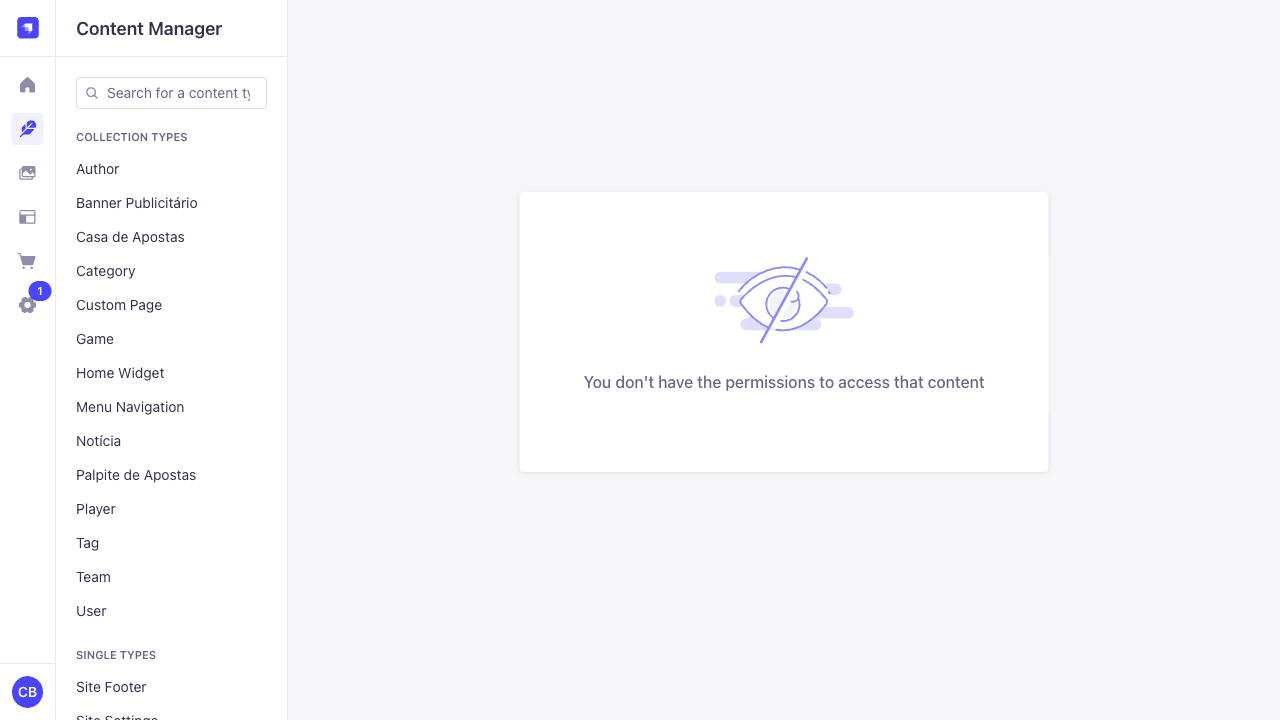 Content Manager
Search for a content ty
COLLECTION TYPES
Author
Banner Publicitário
Casa de Apostas
Category
Custom Page
Game
Home Widget
Menu Navigation
Notícia
Palpite de Apostas
Player
Tag
Team
User
SINGLE TYPES
Site Footer
Site Settings
1
CB
You don't have the permissions to access that content